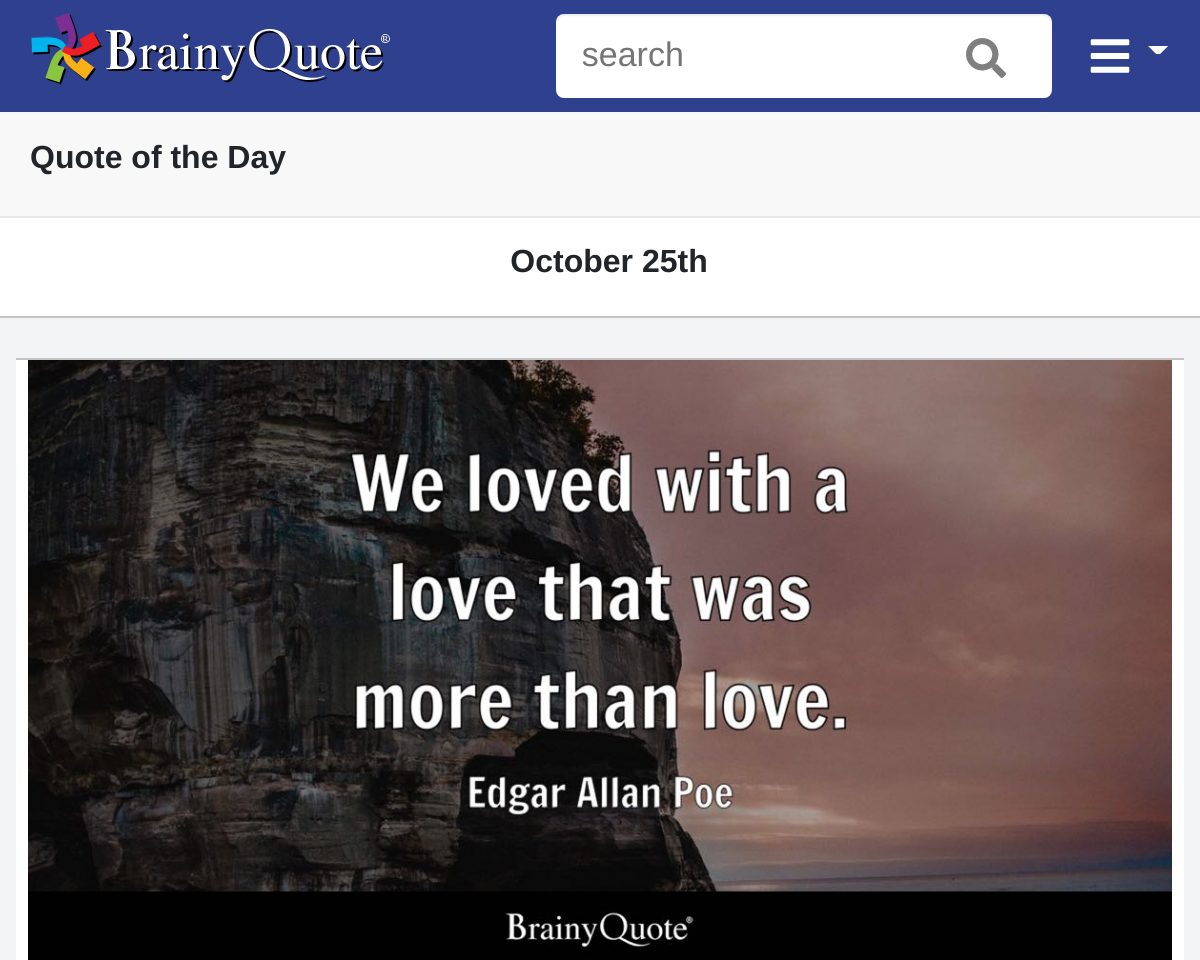 BrainyQuote®
search
Quote of the Day
October 25th
We loved with a
love that was
more than love.
Edgar Allan Poe
BrainyQuote®